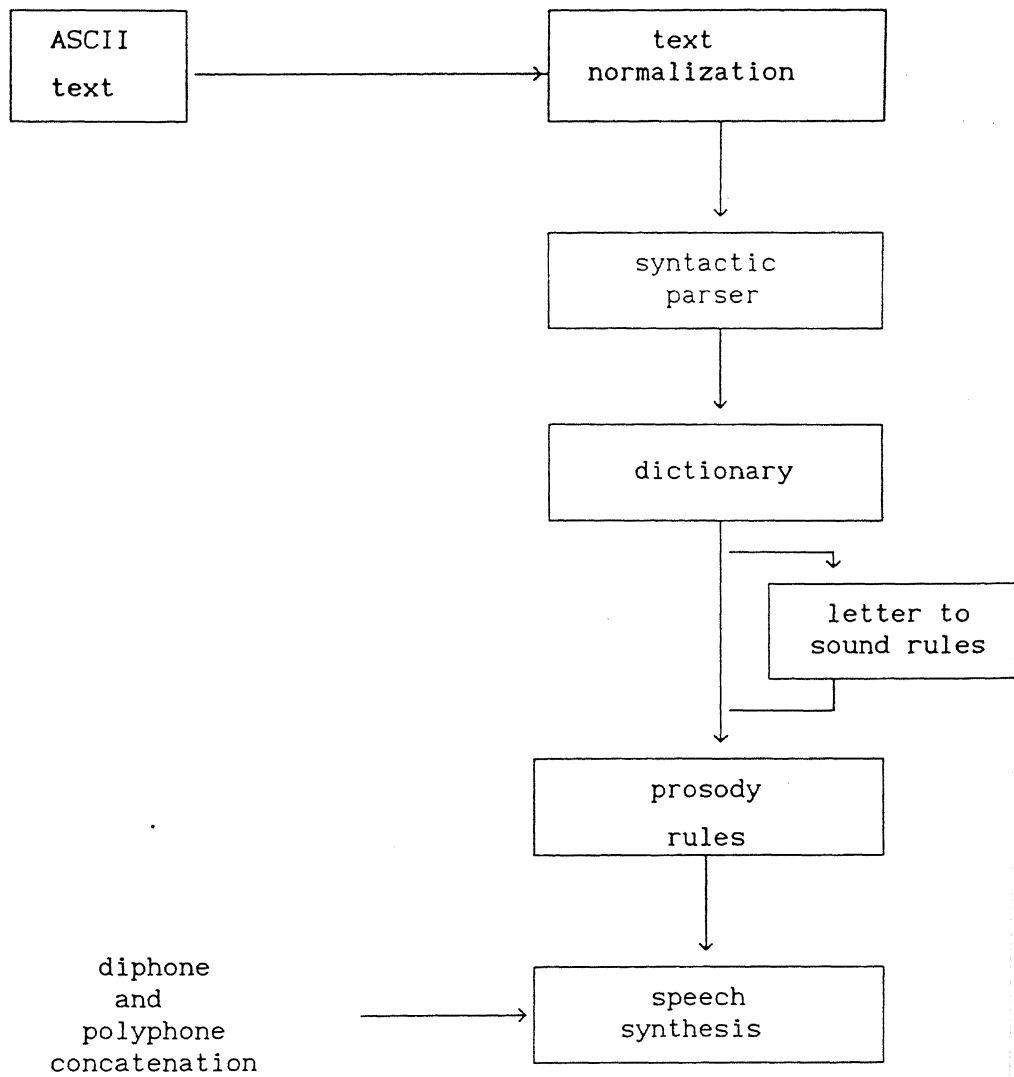 ASCII
text
text
normalization
syntactic
parser
dictionary
letter to
sound rules
prosody
rules
diphone
and
polyphone
concatenation
speech
synthesis